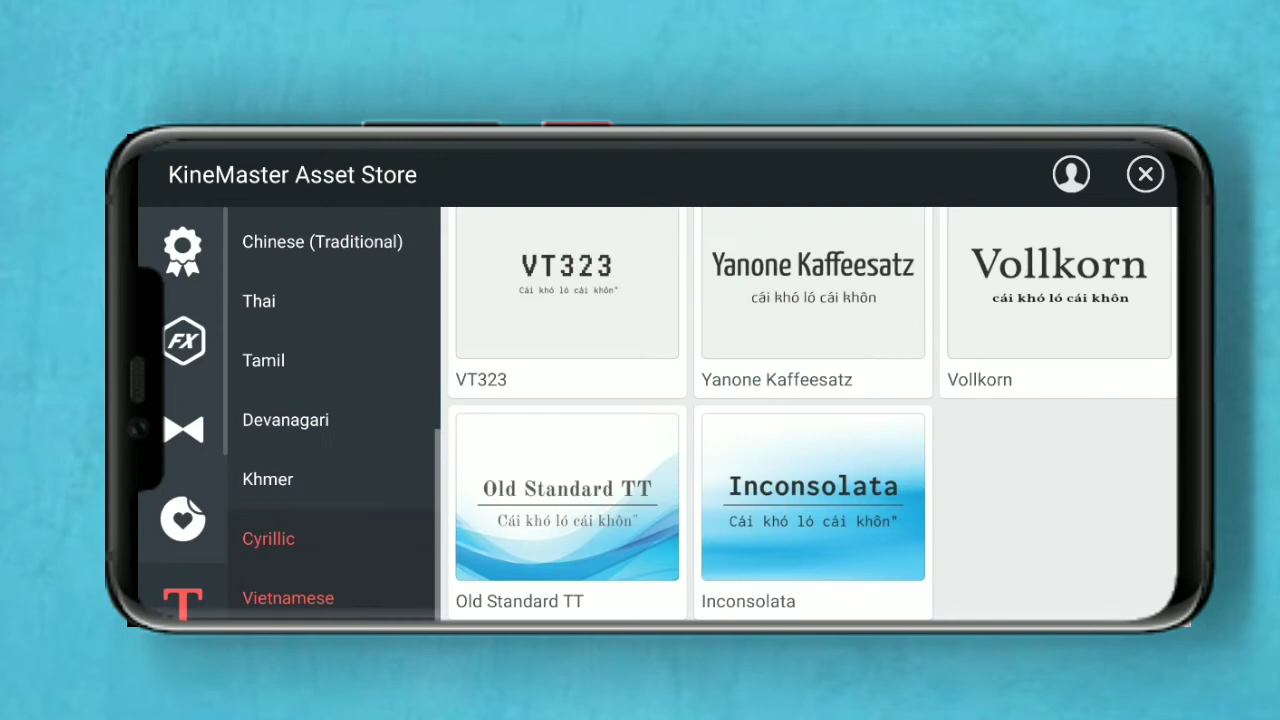 KineMaster Asset Store
FX
T
Chinese (Traditional)
Thai
Tamil
Devanagari
Khmer
Cyrillic
Vietnamese
VT323
Cái khó ló cái khôn"
VT323
Yanone Kaffeesatz
cái khó ló cái khôn
Yanone Kaffeesatz
Vollkorn
cái khó ló cái khôn
Vollkorn
Old Standard TT
Cái khó ló cái khôn"
Old Standard TT
Inconsolata
Cái khó ló cái khôn"
Inconsolata